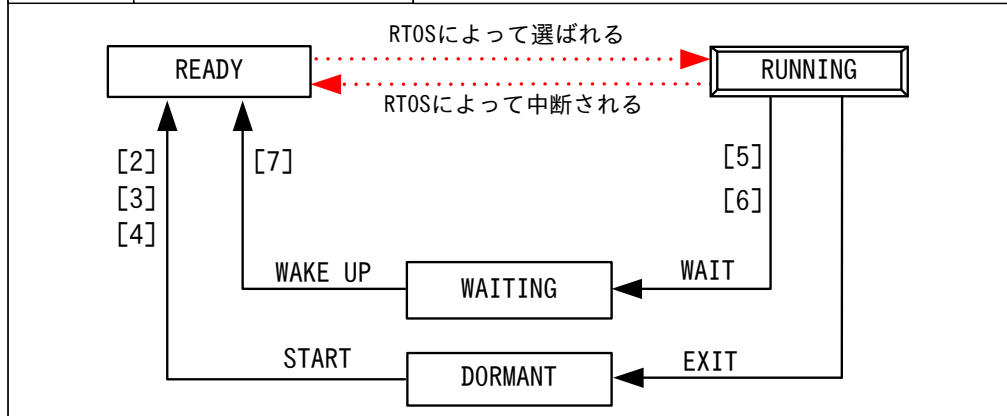 RTOSによって選ばれる
READY
RUNNING
RTOSによって中断される
[2]
[7]
[5]
[3]
[6]
[4]
WAKE UP
WAITING
WAIT
START
DORMANT
EXIT